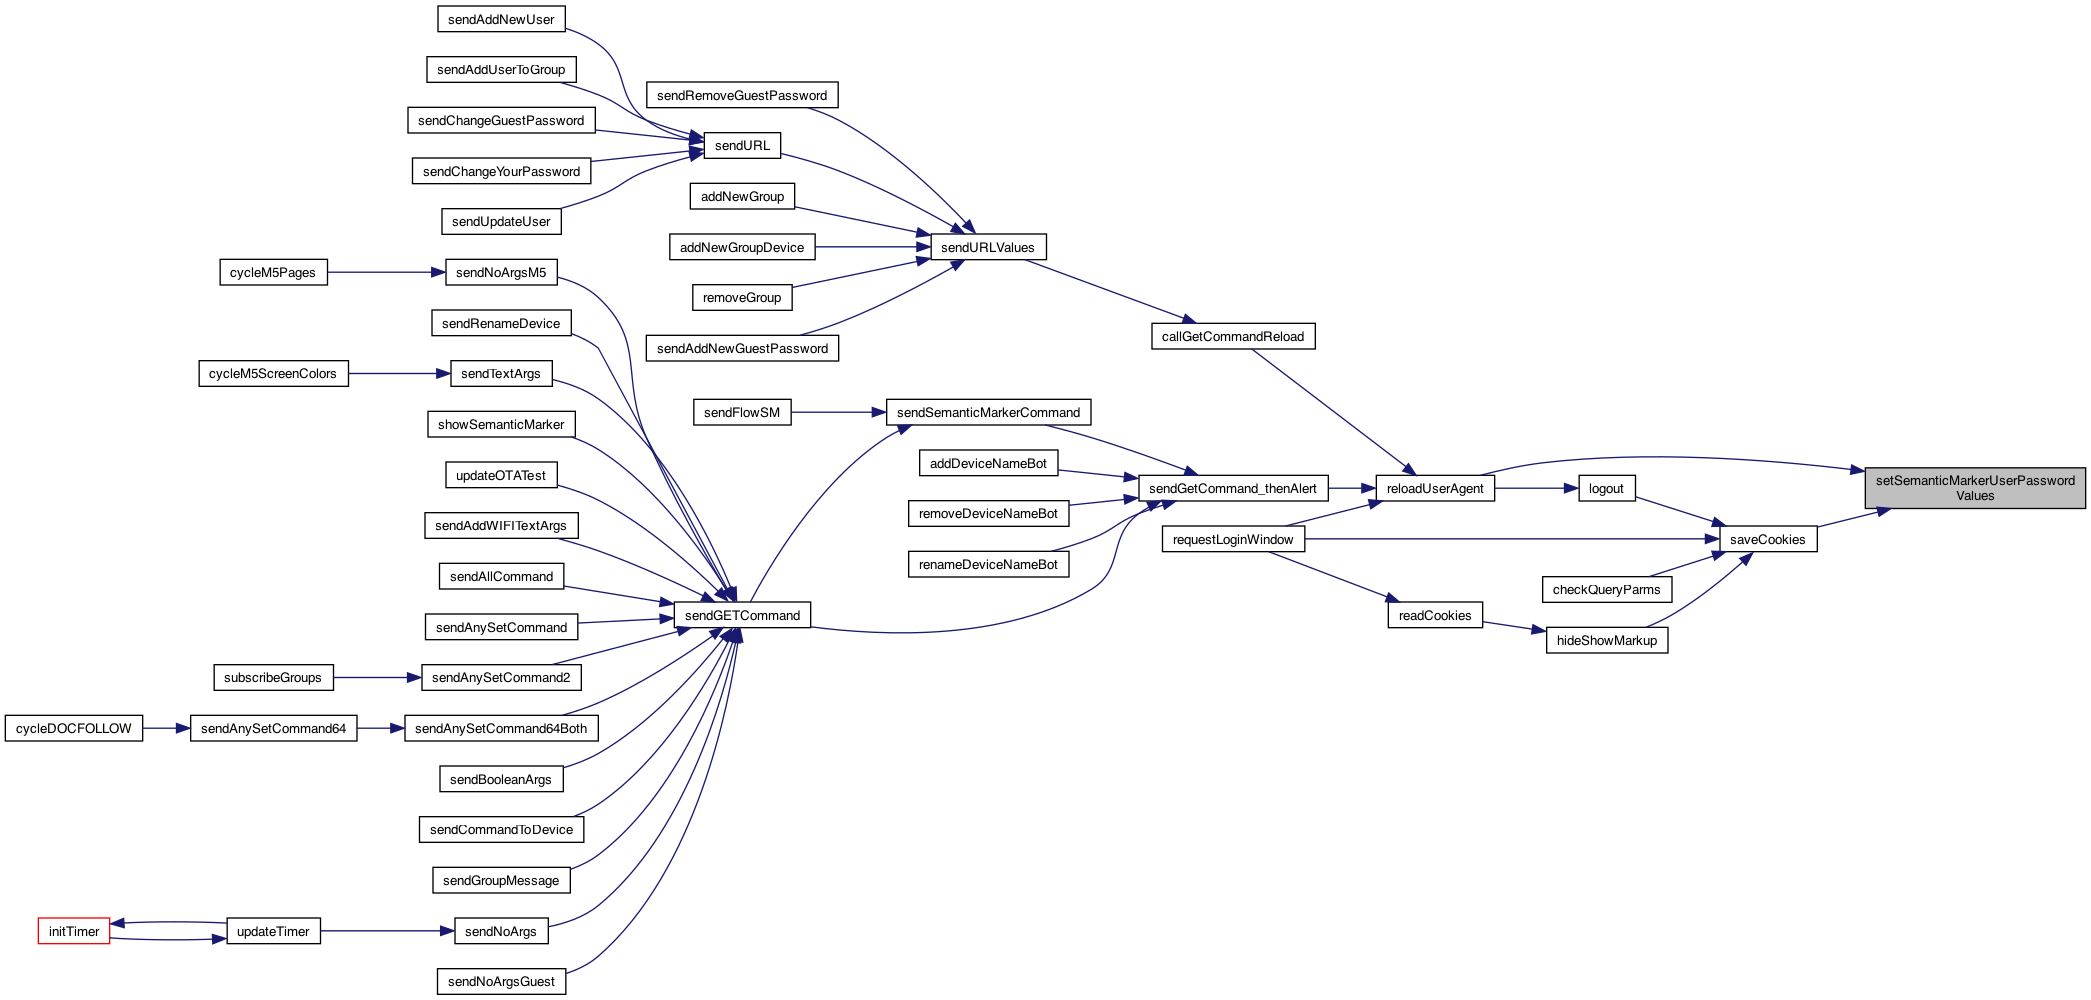 sendAddNewUser
sendAddUserToGroup
sendRemoveGuestPassword
sendChangeGuestPassword
sendURL
sendChangeYourPassword
addNewGroup
sendUpdateUser
addNewGroupDevice
sendURLValues
cycleM5Pages
sendNoArgsM5
removeGroup
sendRenameDevice
callGetCommandReload
sendAddNewGuestPassword
cycleM5ScreenColors
sendTextArgs
sendFlowSM
sendSemanticMarkerCommand
showSemanticMarker
addDeviceNameBot
updateOTATest
sendGetCommand_thenAlert
reloadUserAgent
logout
setSemanticMarkerUserPassword
Values
removeDeviceNameBot
sendAddWIFITextArgs
requestLoginWindow
saveCookies
renameDeviceNameBot
sendAllCommand
checkQueryParms
sendGETCommand
readCookies
sendAnySetCommand
hideShowMarkup
subscribeGroups
sendAnySetCommand2
cycleDOCFOLLOW
sendAnySetCommand64
sendAnySetCommand64Both
sendBooleanArgs
sendCommandToDevice
sendGroupMessage
initTimer
updateTimer
sendNoArgs
sendNoArgsGuest